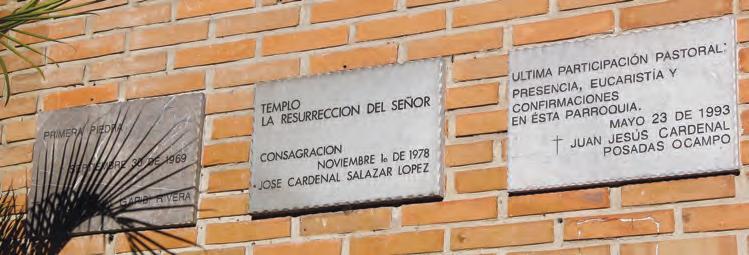 PRIMERA PIEDRA
SEPTIEMBRE 30 DE 1969
GARIBI RIVERA
TEMPLO
LA RESURRECCION DEL SEÑOR
CONSAGRACION
NOVIEMBRE 1o DE 1978
JOSE CARDENAL SALAZAR LOPEZ
ULTIMA PARTICIPACIÓN PASTORAL:
PRESENCIA, EUCARISTÍA Y
CONFIRMACIONES
EN ÉSTA PARROQUIA.
MAYO 23 DE 1993
† JUAN JESÚS CARDENAL
POSADAS OCAMPO